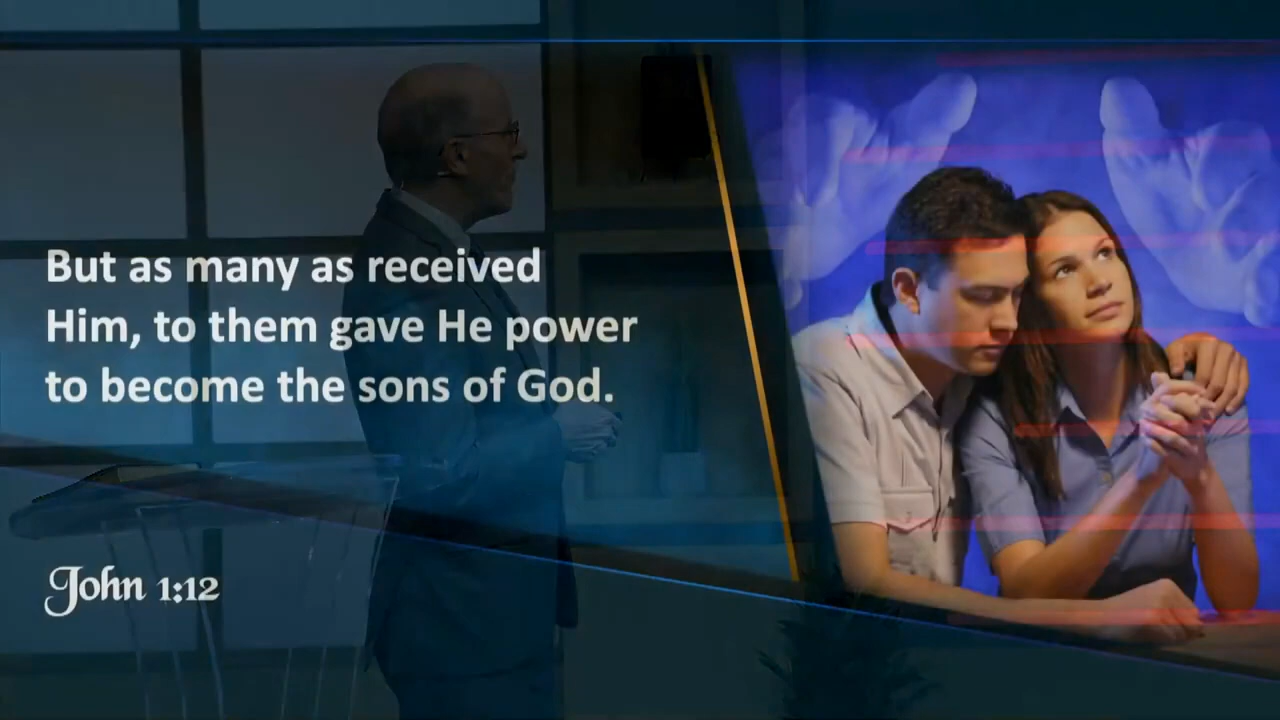 But as many as received
Him, to them gave He power
to become the sons of God.
John 1:12